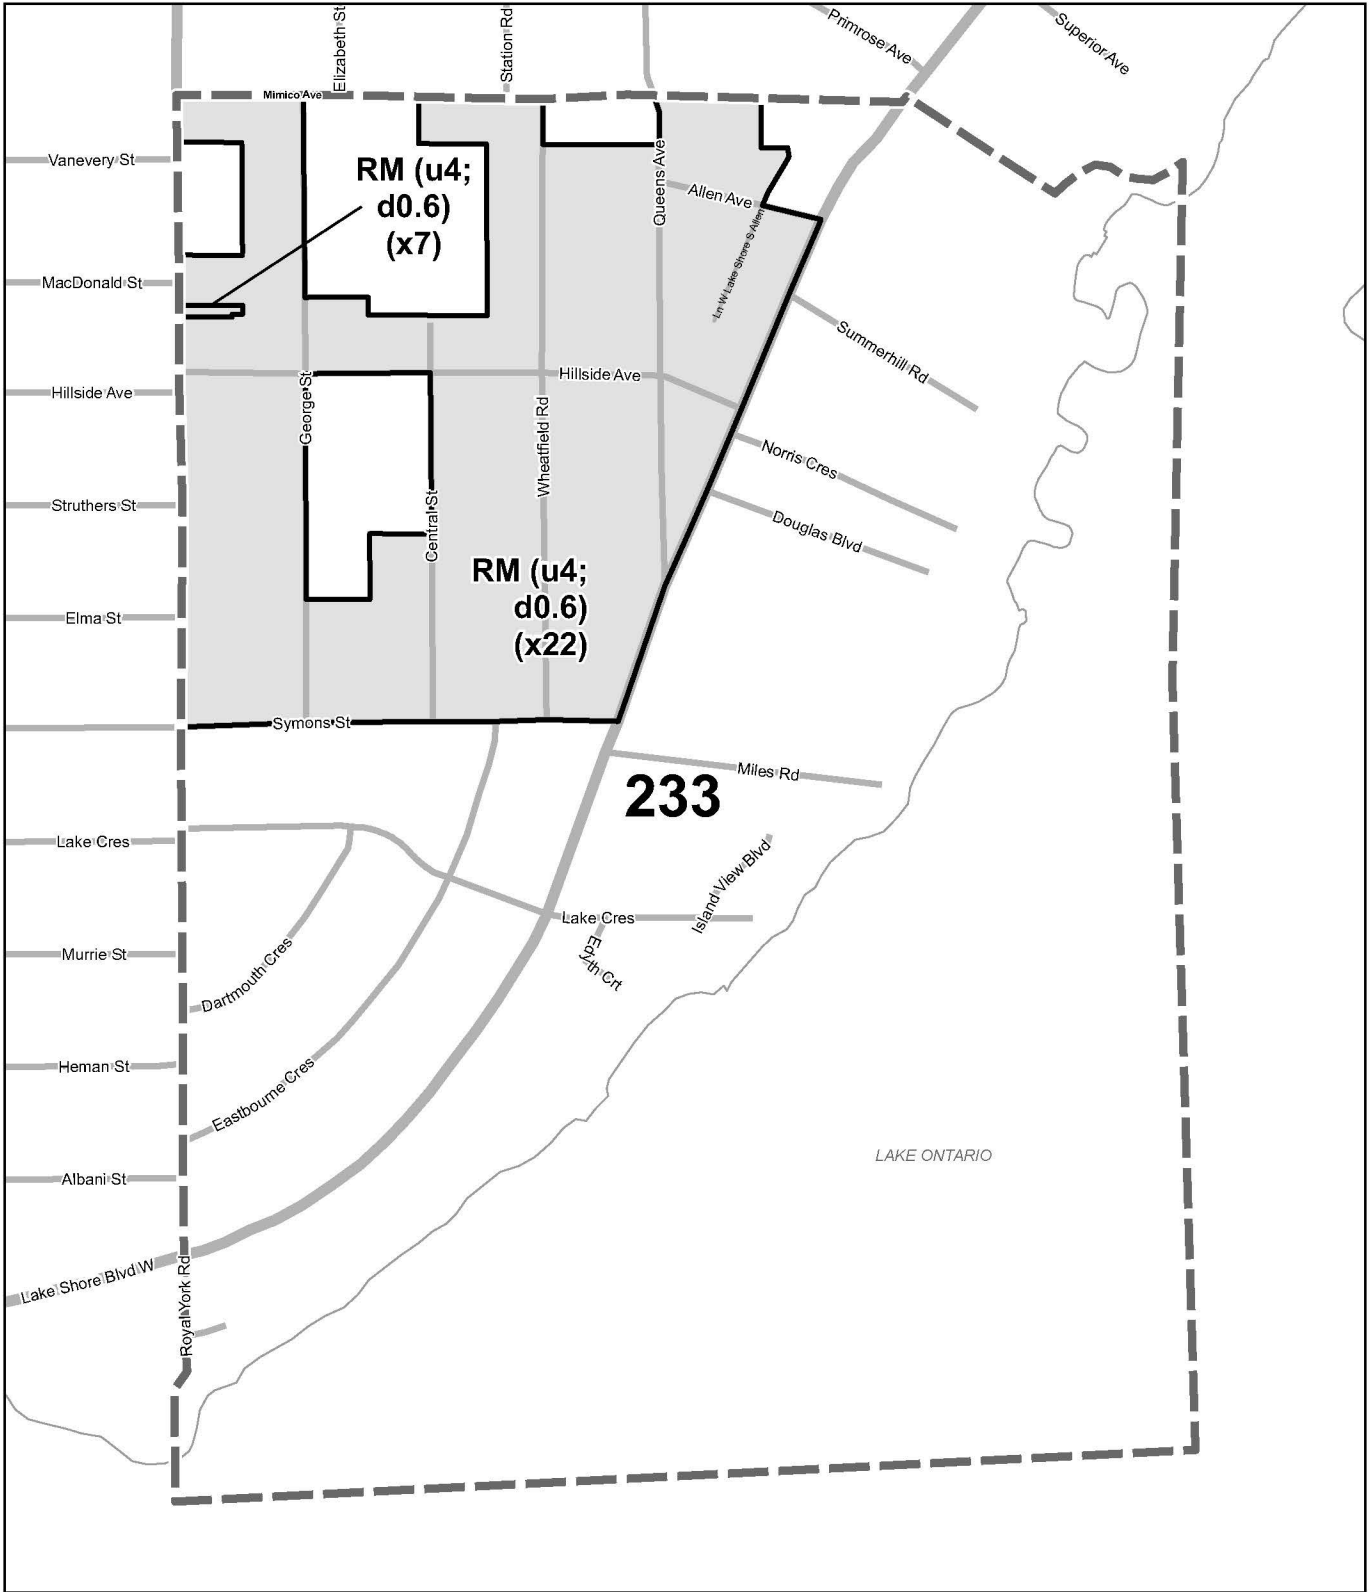 Elizabeth St
Station Rd
Primrose Ave
Superior Ave
Mimico Ave
Vanevery St
RM (u4;
d0.6)
(x7)
Queens Ave
Allen Ave
Ln W Lake Shore S Allen
MacDonald St
Summerhill Rd
Hillside Ave
Hillside Ave
George St
Wheatfield Rd
Norris Cres
Struthers St
Central St
Douglas Blvd
RM (u4;
d0.6)
(x22)
Elma St
Symons St
Miles Rd
233
Lake Cres
Island View Blvd
Lake Cres
Edyth Crt
Murrie St
Dartmouth Cres
Heman St
Eastbourne Cres
LAKE ONTARIO
Albani St
Lake Shore Blvd W
Royal York Rd